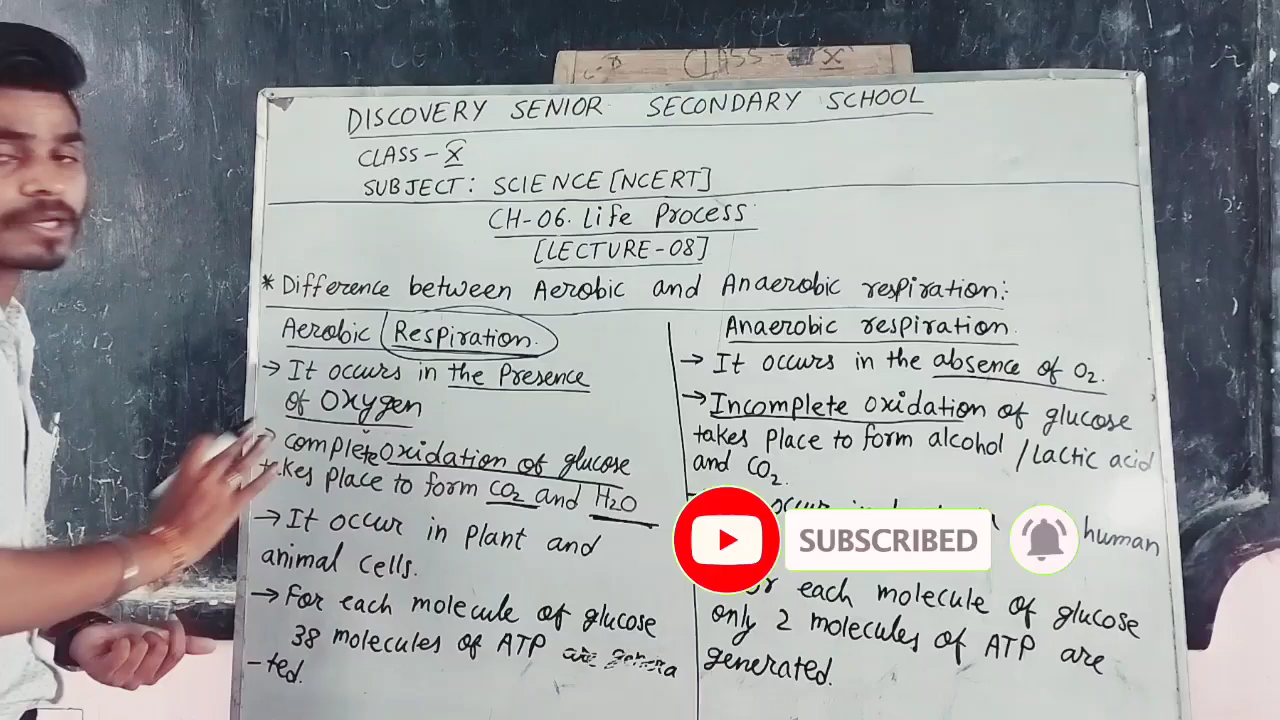 CLASS- X
DISCOVERY SENIOR SECONDARY SCHOOL
CLASS- X
SUBJECT: SCIENCE [NCERT]
CH-06. Life Process
[LECTURE-08]
* Difference between Aerobic and Anaerobic respiration:
Aerobic Respiration.
→ It occurs in the Presence
of Oxygen
→ complete oxidation of glucose
takes place to form CO2 and H2O
→ It occur in plant and
animal cells.
→ For each molecule of glucose
38 molecules of ATP are genera
-ted.
Anaerobic respiration.
→ It occurs in the absence of O2.
→ Incomplete oxidation of glucose
takes place to form alcohol / Lactic acid
and CO2.
occur in human
SUBSCRIBED
each molecule of glucose
only 2 molecules of ATP are
generated.